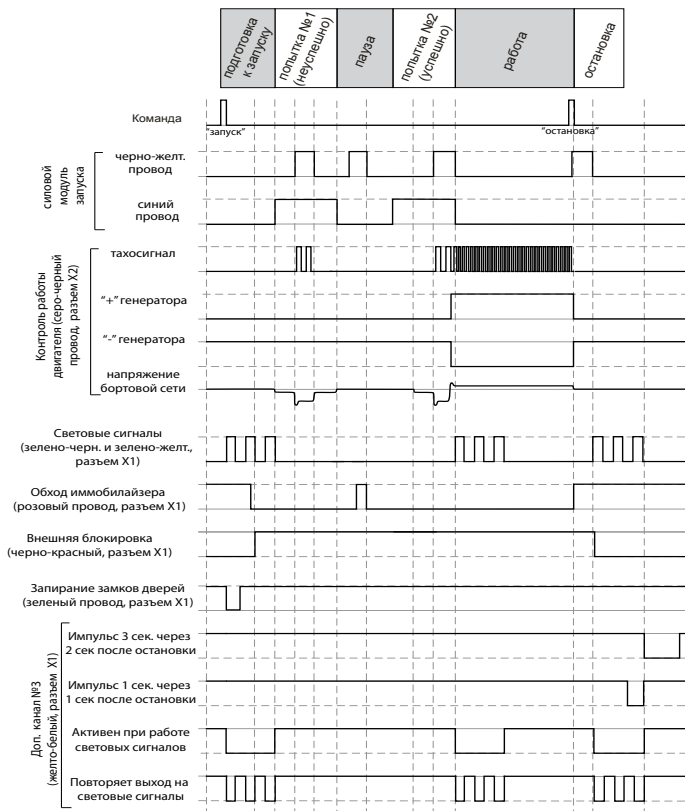 подготовка
к запуску
попытка №1
(неуспешно)
пауза
попытка №2
(успешно)
работа
остановка
Команда
"запуск"
"остановка"
силовой
модуль
запуска
черно-желт.
провод
синий
провод
Контроль работы
двигателя (серо-черный
провод, разъем X2)
тахосигнал
"+" генератора
"-" генератора
напряжение
бортовой сети
Световые сигналы
(зелено-черн. и зелено-желт.,
разъем X1)
Обход иммобилайзера
(розовый провод, разъем X1)
Внешняя блокировка
(черно-красный, разъем X1)
Запирание замков дверей
(зеленый провод, разъем X1)
Доп. канал №3
(желто-белый, разъем X1)
Импульс 3 сек. через
2 сек после остановки
Импульс 1 сек. через
1 сек после остановки
Активен при работе
световых сигналов
Повторяет выход на
световые сигналы